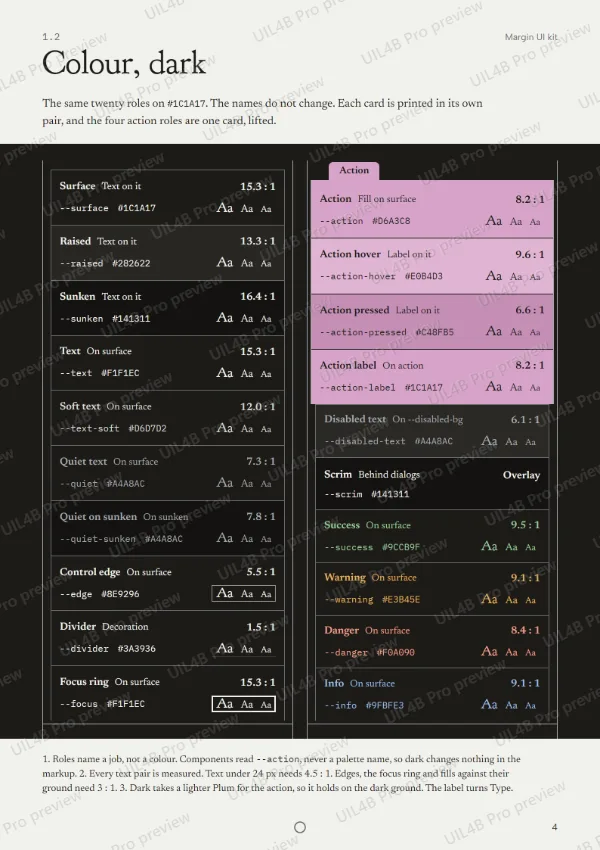 1.2
Margin UI kit
Colour, dark
The same twenty roles on #1C1A17. The names do not change. Each card is printed in its own
pair, and the four action roles are one card, lifted.
Surface Text on it 15.3 : 1
--surface #1C1A17 Aa Aa Aa
Raised Text on it 13.3 : 1
--raised #282622 Aa Aa Aa
Sunken Text on it 16.4 : 1
--sunken #141311 Aa Aa Aa
Text On surface 15.3 : 1
--text #F1F1EC Aa Aa Aa
Soft text On surface 12.0 : 1
--text-soft #D6D7D2 Aa Aa Aa
Quiet text On surface 7.3 : 1
--quiet #A4A8AC Aa Aa Aa
Quiet on sunken On sunken 7.8 : 1
--quiet-sunken #A4A8AC Aa Aa Aa
Control edge On surface 5.5 : 1
--edge #8E9296 Aa Aa Aa
Divider Decoration 1.5 : 1
--divider #3A3936 Aa Aa Aa
Focus ring On surface 15.3 : 1
--focus #F1F1EC Aa Aa Aa
Action
Action Fill on surface 8.2 : 1
--action #D6A3C8 Aa Aa Aa
Action hover Label on it 9.6 : 1
--action-hover #E0B4D3 Aa Aa Aa
Action pressed Label on it 6.6 : 1
--action-pressed #C48FB5 Aa Aa Aa
Action label On action 8.2 : 1
--action-label #1C1A17 Aa Aa Aa
Disabled text On --disabled-bg 6.1 : 1
--disabled-text #A4A8AC Aa Aa Aa
Scrim Behind dialogs Overlay
--scrim #141311
Success On surface 9.5 : 1
--success #9CCB9F Aa Aa Aa
Warning On surface 9.1 : 1
--warning #E3B45E Aa Aa Aa
Danger On surface 8.4 : 1
--danger #F0A090 Aa Aa Aa
Info On surface 9.1 : 1
--info #9FBFE3 Aa Aa Aa
1. Roles name a job, not a colour. Components read --action, never a palette name, so dark changes nothing in the
markup. 2. Every text pair is measured. Text under 24 px needs 4.5 : 1. Edges, the focus ring and fills against their
ground need 3 : 1. 3. Dark takes a lighter Plum for the action, so it holds on the dark ground. The label turns Type.
4
UIL4B Pro preview